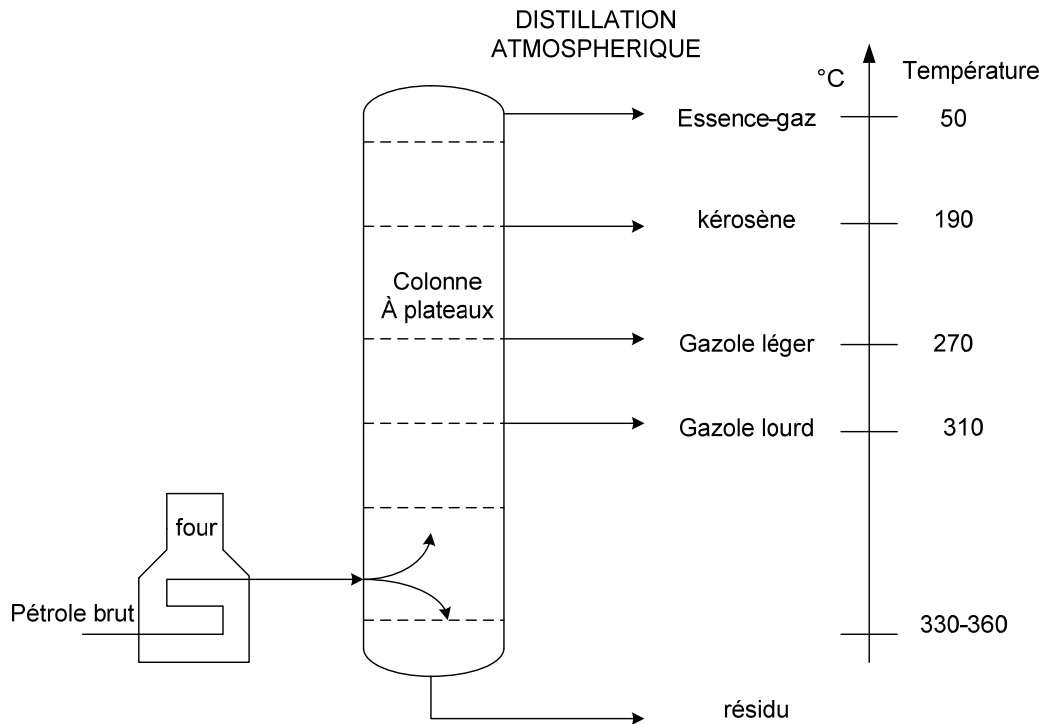 DISTILLATION
ATMOSPHERIQUE
°C
Température
Essence-gaz
50
kérosène
190
Colonne
À plateaux
Gazole léger
270
Gazole lourd
310
four
Pétrole brut
330-360
résidu